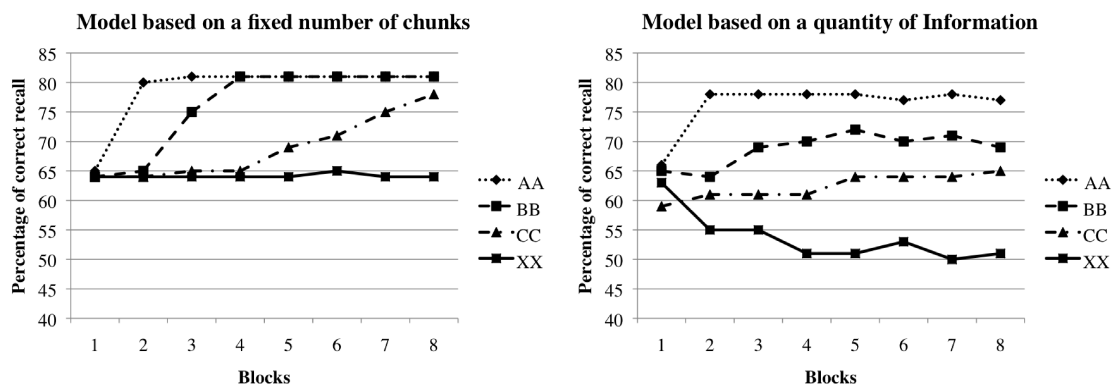 Model based on a fixed number of chunks
Percentage of correct recall
85
80
75
70
65
60
55
50
45
40
1 2 3 4 5 6 7 8
Blocks
AA
BB
CC
XX
Model based on a quantity of Information
Percentage of correct recall
85
80
75
70
65
60
55
50
45
40
1 2 3 4 5 6 7 8
Blocks
AA
BB
CC
XX